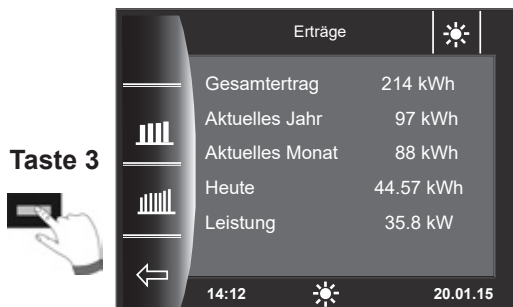 Erträge
Gesamtertrag 214 kWh
Aktuelles Jahr 97 kWh
Aktuelles Monat 88 kWh
Taste 3
Heute 44.57 kWh
Leistung 35.8 kW
14:12 20.01.15